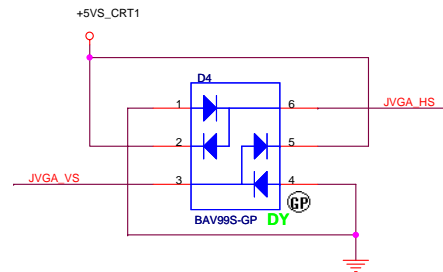 +5VS_CRT1
D4
1
6
JVGA_HS
2
5
JVGA_VS
3
4
GP
BAV99S-GP
DY